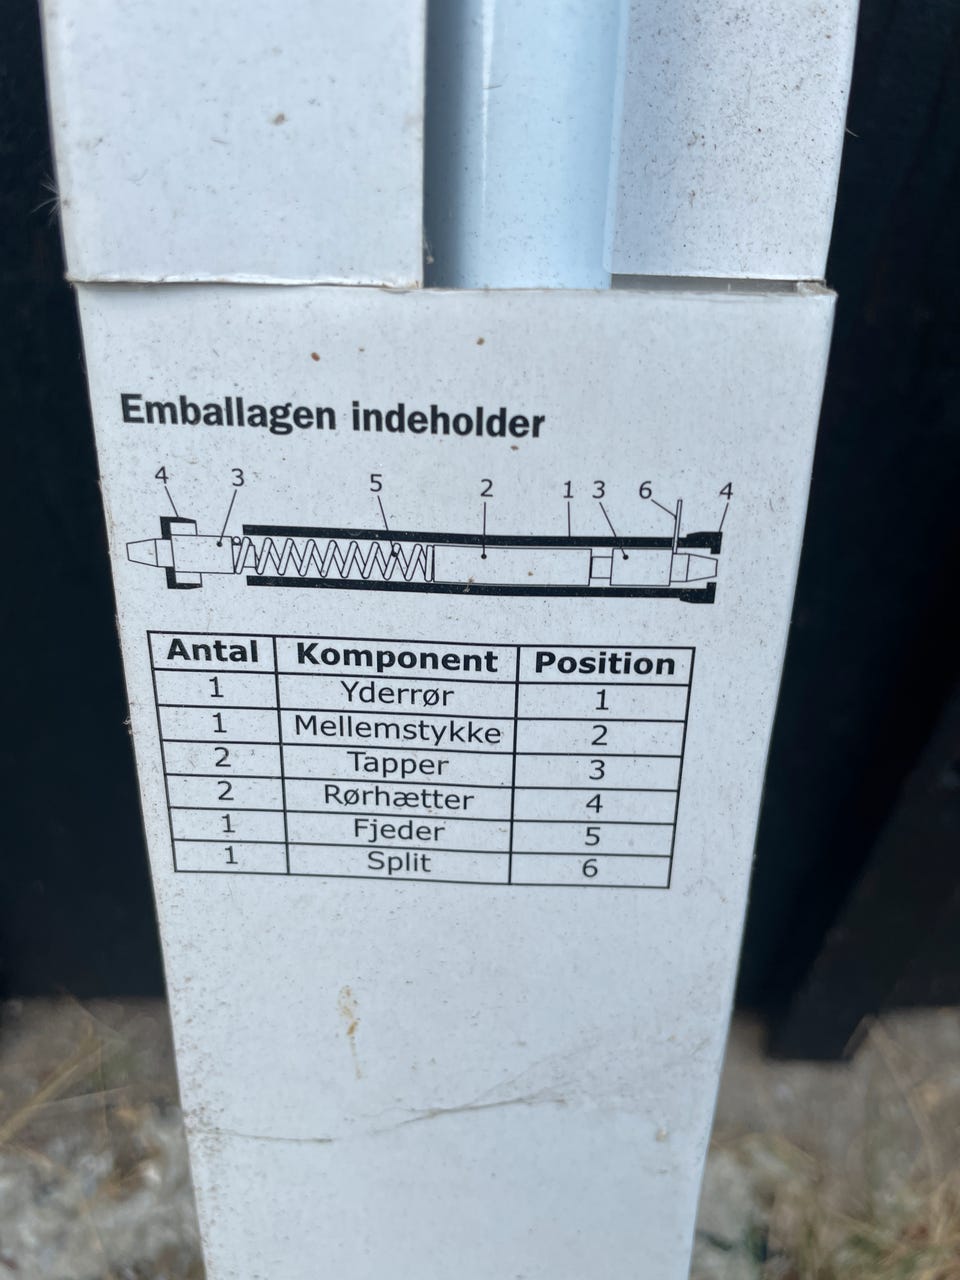 Emballagen indeholder
4 3 5 2 1 3 6 4
Antal Komponent Position
1 Yderrør 1
1 Mellemstykke 2
2 Tapper 3
2 Rørhætter 4
1 Fjeder 5
1 Split 6